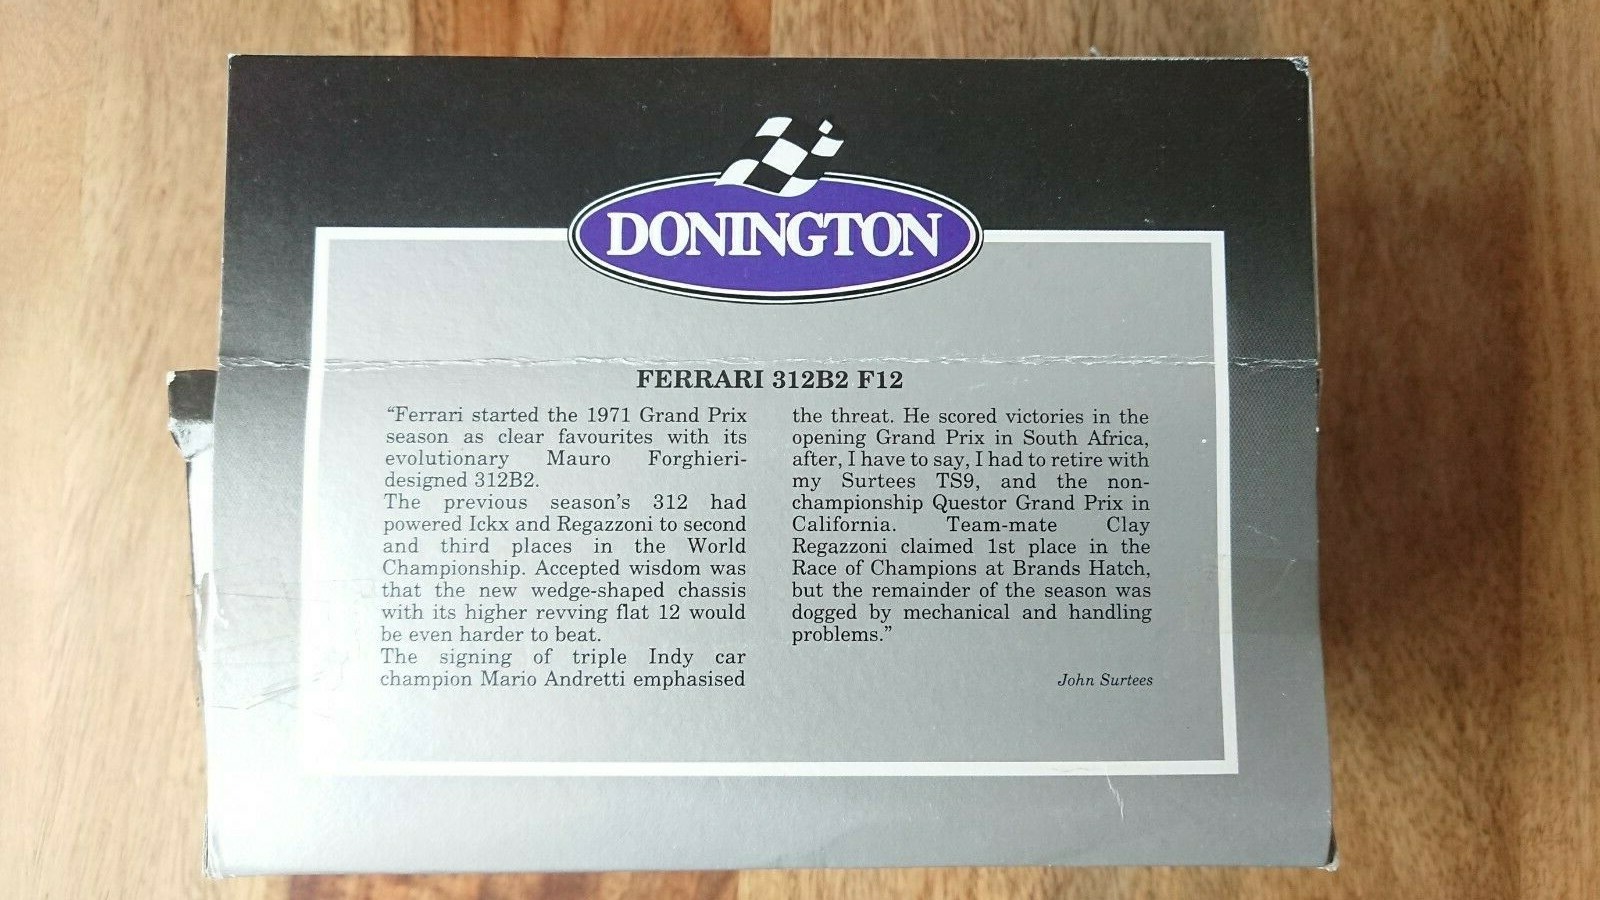 DONINGTON
FERRARI 312B2 F12
“Ferrari started the 1971 Grand Prix
season as clear favourites with its
evolutionary Mauro Forghieri-
designed 312B2.
The previous season’s 312 had
powered Ickx and Regazzoni to second
and third places in the World
Championship. Accepted wisdom was
that the new wedge-shaped chassis
with its higher revving flat 12 would
be even harder to beat.
The signing of triple Indy car
champion Mario Andretti emphasised
the threat. He scored victories in the
opening Grand Prix in South Africa,
after, I have to say, I had to retire with
my Surtees TS9, and the non-
championship Questor Grand Prix in
California. Team-mate Clay
Regazzoni claimed 1st place in the
Race of Champions at Brands Hatch,
but the remainder of the season was
dogged by mechanical and handling
problems.”
John Surtees